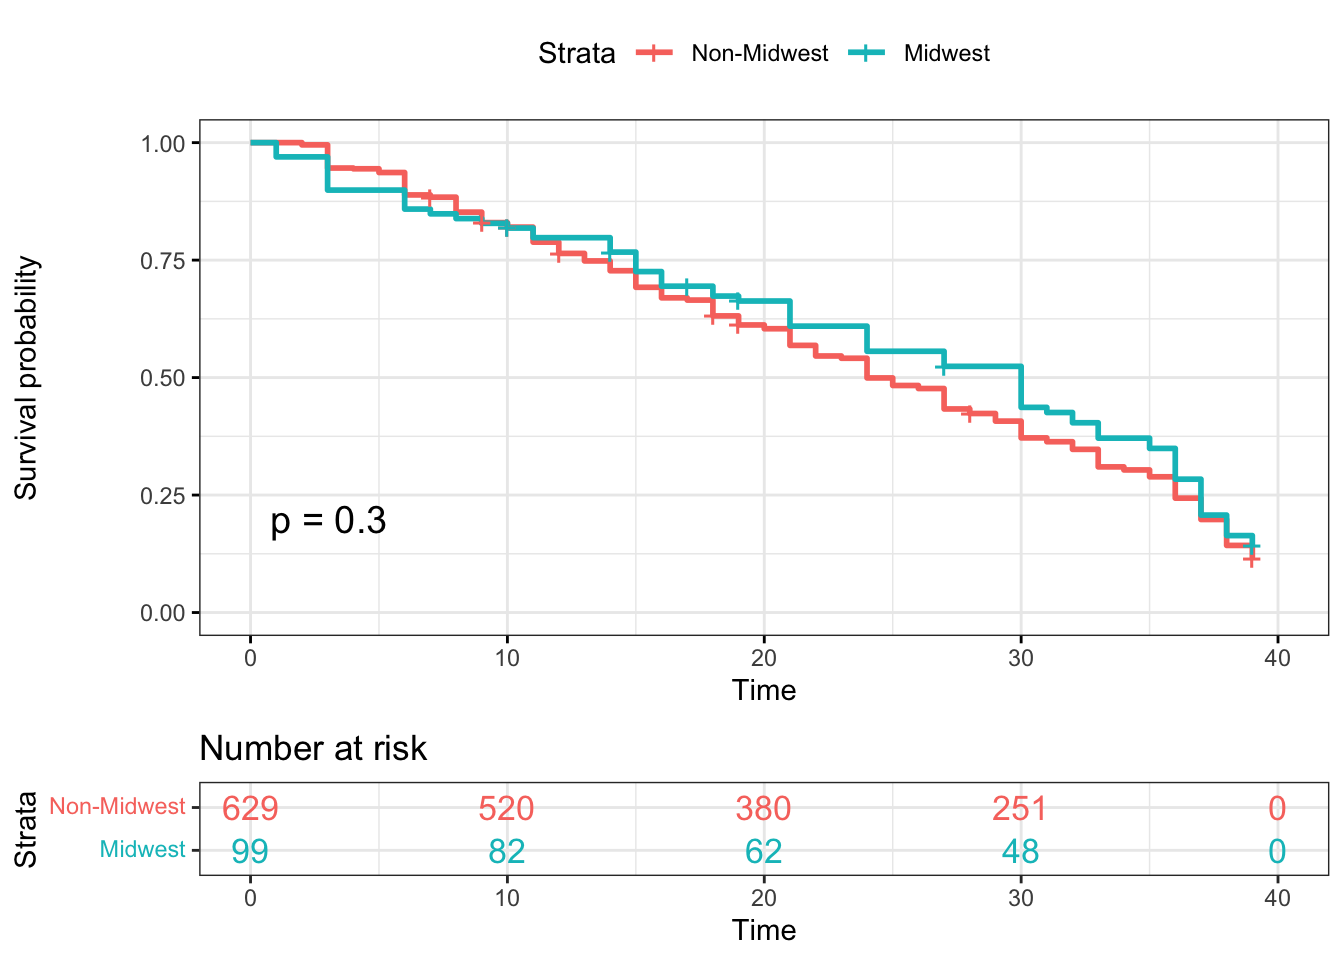 Strata Non-Midwest Midwest
Survival probability
1.00
0.75
0.50
0.25
0.00
p = 0.3
0 10 20 30 40
Time
Number at risk
Strata
Non-Midwest 629 520 380 251 0
Midwest 99 82 62 48 0
0 10 20 30 40
Time